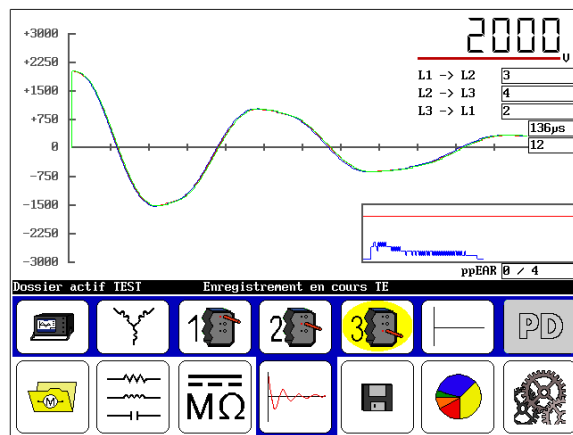 +3000
2000 V
+2250
L1 -> L2 3
+1500
L2 -> L3 4
L3 -> L1 2
+750
136µs
0
12
-750
-1500
-2250
-3000
ppEAR 0 / 4
Dossier actif TEST Enregistrement en cours TE
1 2 3 PD
M MΩ